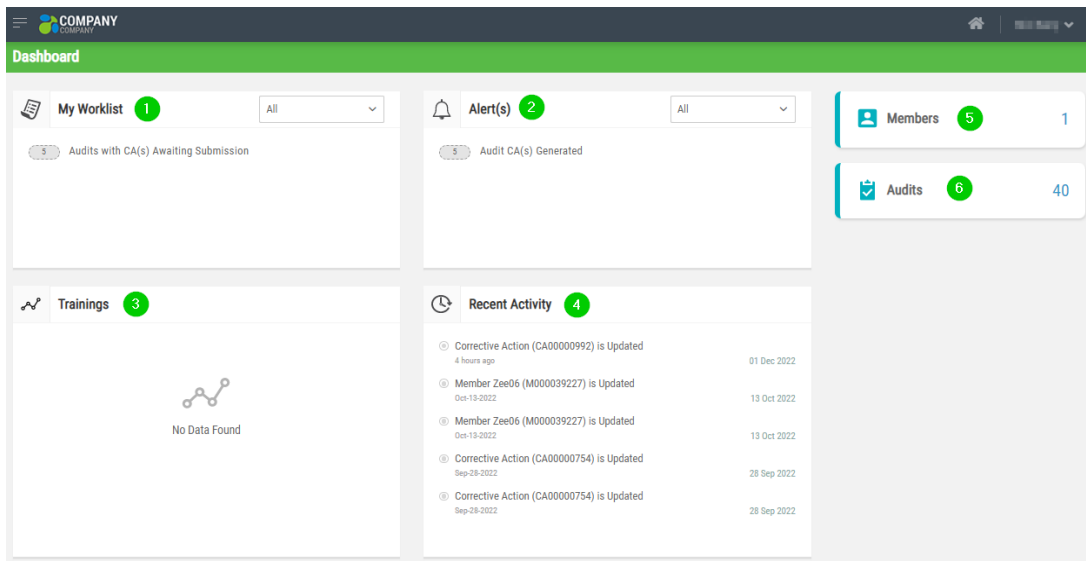 COMPANY
COMPANY
Dashboard
My Worklist 1 All
5 Audits with CA(s) Awaiting Submission
Alert(s) 2 All
5 Audit CA(s) Generated
Members 5 1
Audits 6 40
Trainings 3
No Data Found
Recent Activity 4
Corrective Action (CA00000992) is Updated
4 hours ago 01 Dec 2022
Member Zee06 (M000039227) is Updated
Oct-13-2022 13 Oct 2022
Member Zee06 (M000039227) is Updated
Oct-13-2022 13 Oct 2022
Corrective Action (CA00000754) is Updated
Sep-28-2022 28 Sep 2022
Corrective Action (CA00000754) is Updated
Sep-28-2022 28 Sep 2022